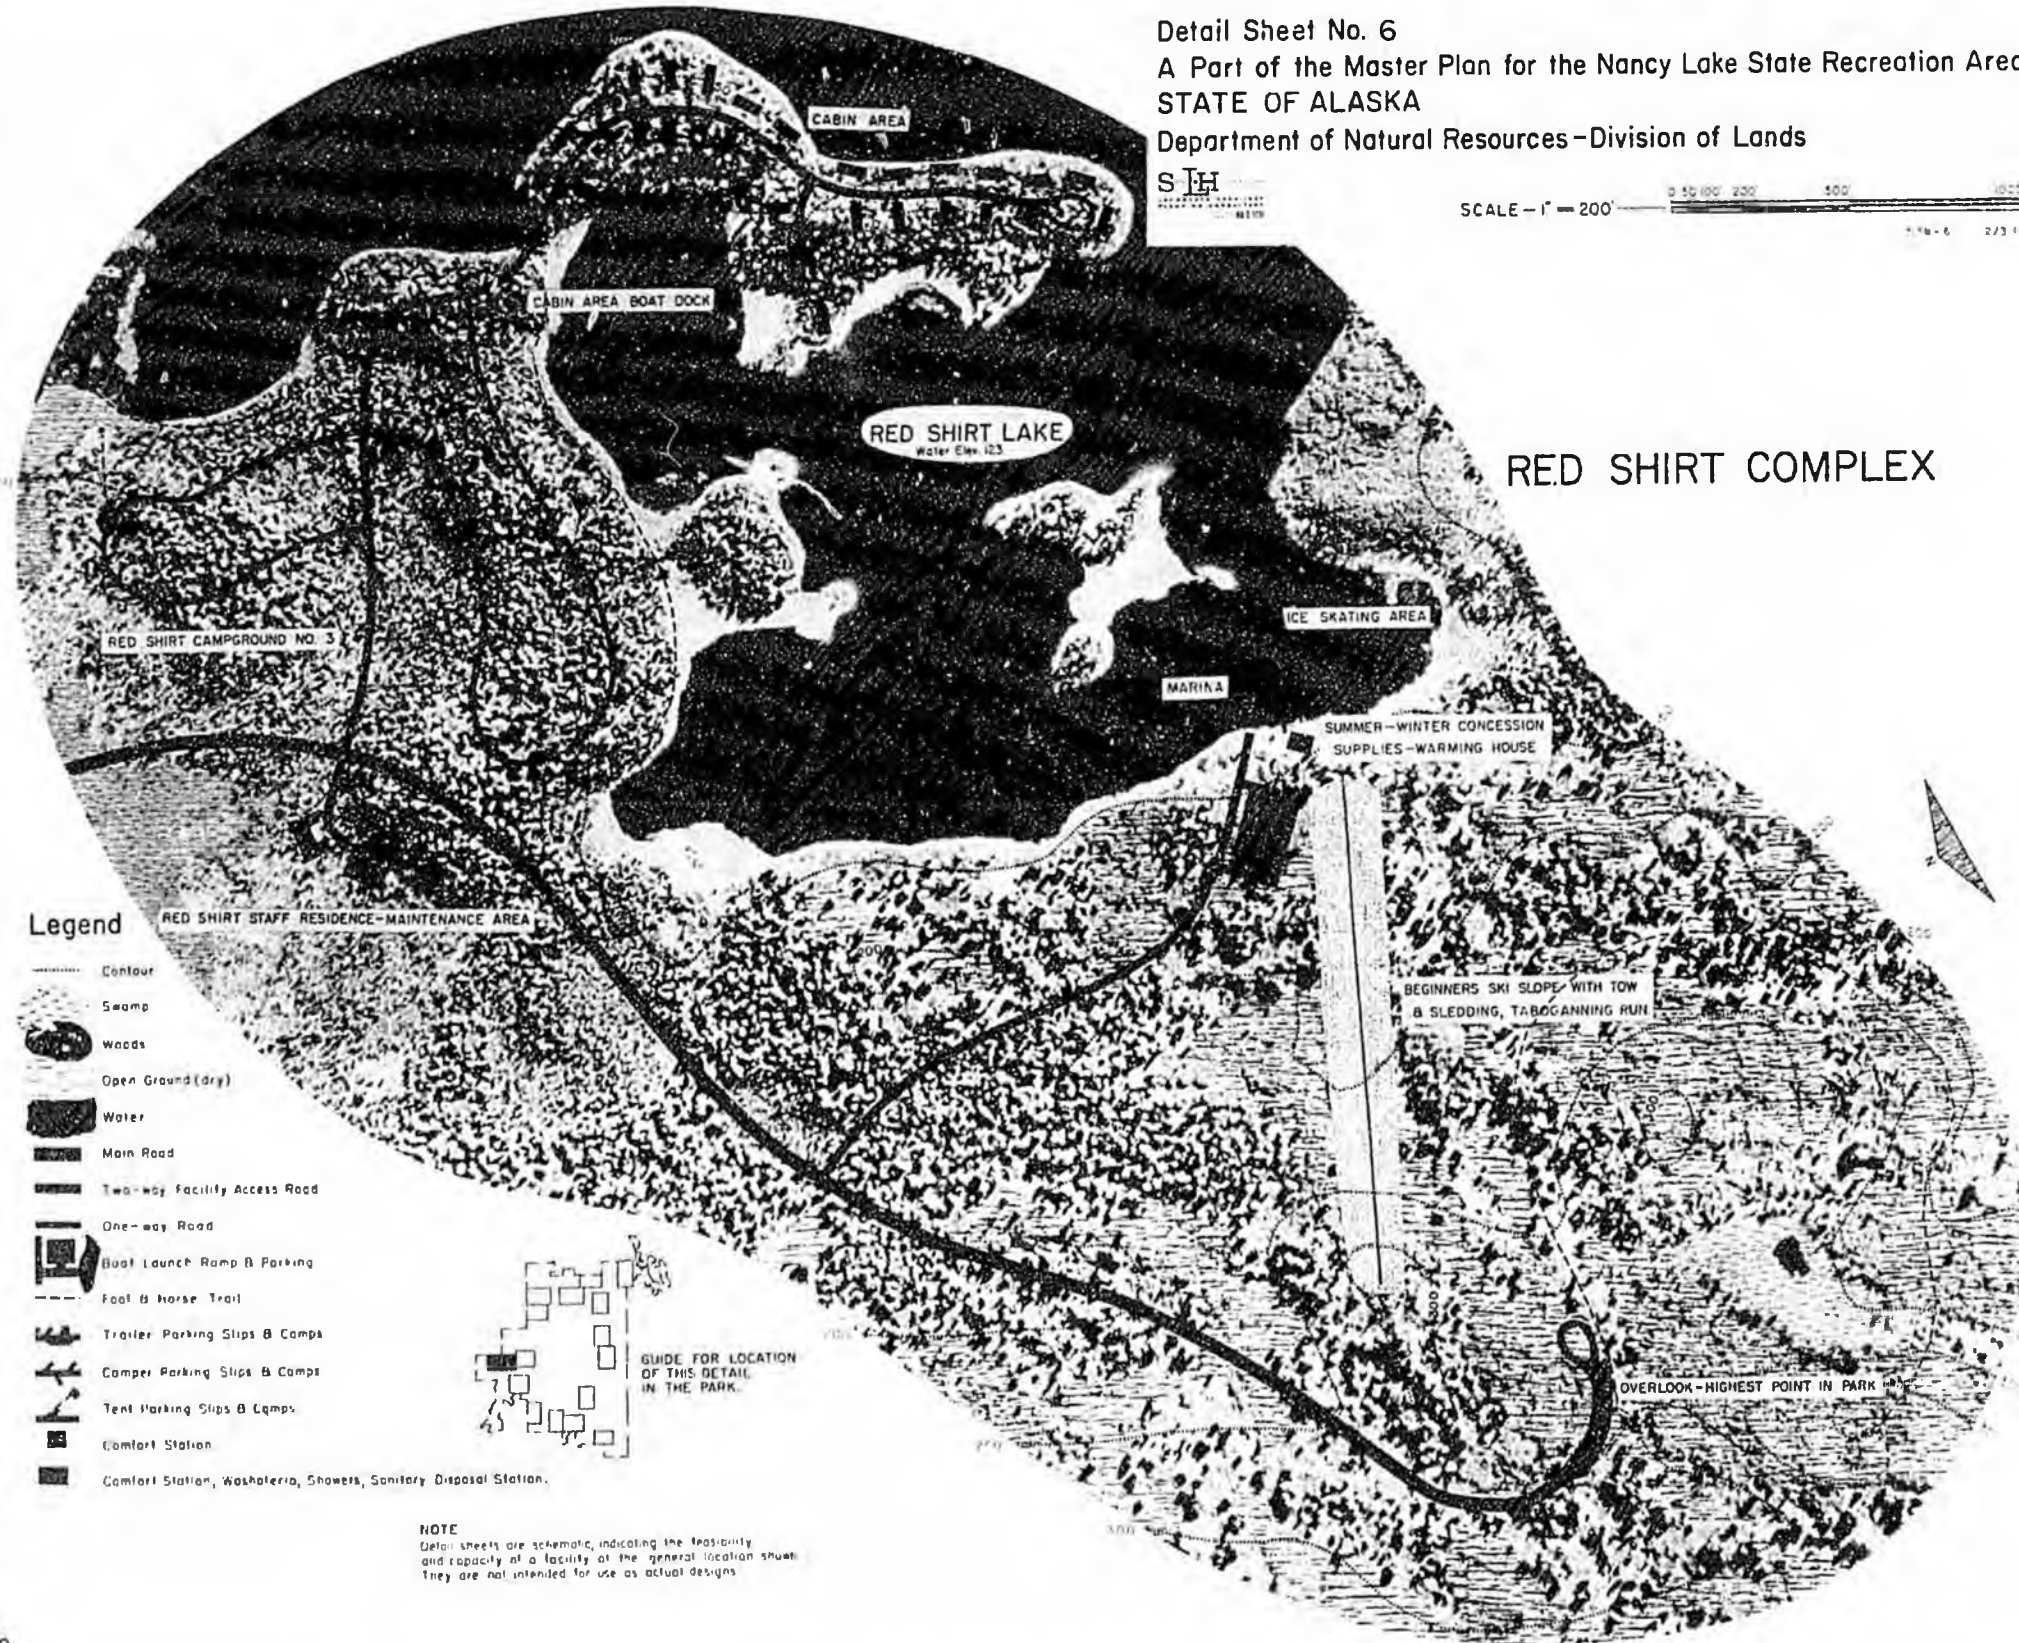 Detail Sheet No. 6
A Part of the Master Plan for the Nancy Lake State Recreation Area
STATE OF ALASKA
Department of Natural Resources-Division of Lands
SCALE-1"=200'
0 50 100' 200' 500'
CABIN AREA
CABIN AREA BOAT DOCK
RED SHIRT LAKE
Water Elev. 123
RED SHIRT COMPLEX
ICE SKATING AREA
RED SHIRT CAMPGROUND NO. 3
MARINA
SUMMER-WINTER CONCESSION
SUPPLIES-WARMING HOUSE
RED SHIRT STAFF RESIDENCE-MAINTENANCE AREA
200
200
BEGINNERS SKI SLOPE WITH TOW
& SLEDDING, TABOGANNING RUN
OVERLOOK-HIGHEST POINT IN PARK
300
N
Legend
Contour
Swamp
Woods
Open Ground (dry)
Water
Main Road
Two-way Facility Access Road
One-way Road
Boat Launch Ramp & Parking
Foot & Horse Trail
Trailer Parking Slips & Camps
Camper Parking Slips & Camps
Tent Parking Slips & Camps
Comfort Station
Comfort Station, Washateria, Showers, Sanitary Disposal Station.
GUIDE FOR LOCATION
OF THIS DETAIL
IN THE PARK.
NOTE
Detail sheets are schematic, indicating the feasibility
and capacity of a facility at the general location shown
They are not intended for use as actual designs